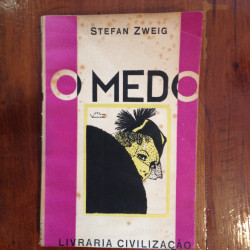 STEFAN ZWEIG
O MEDO
LIVRARIA CIVILIZAÇÃO